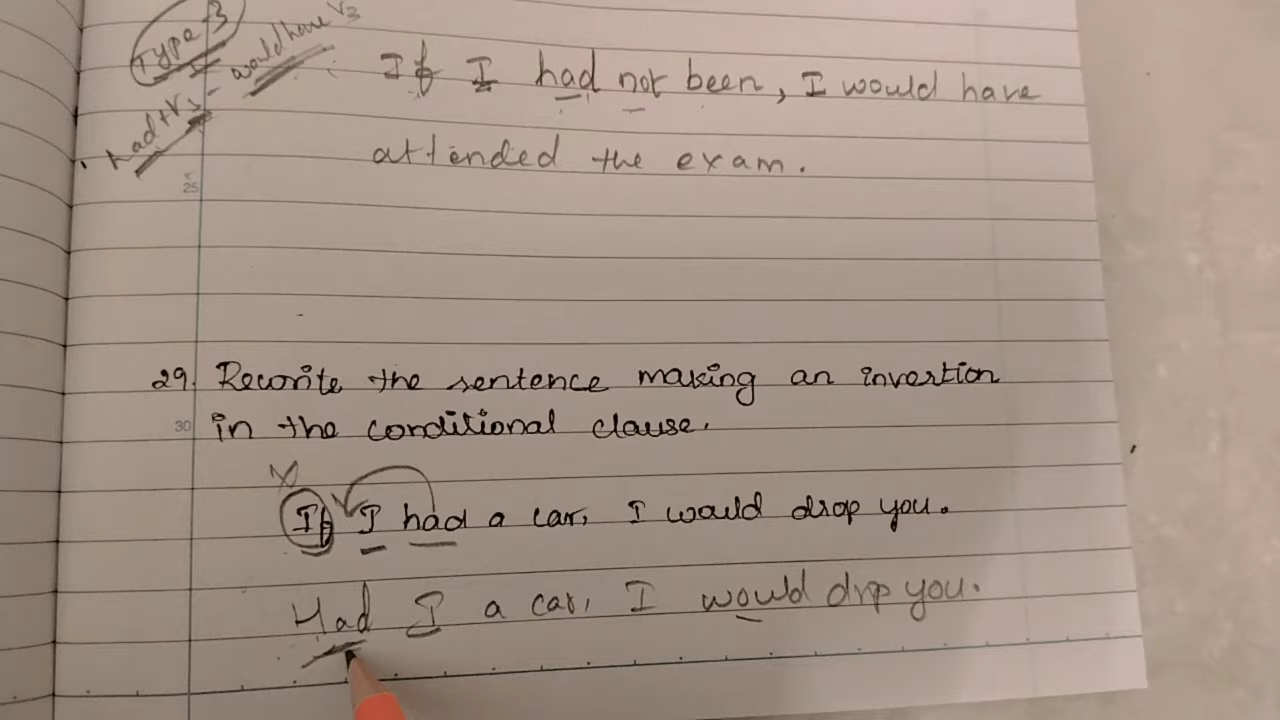 Type-3
had+V3 - would have V3
If I had not been, I would have
attended the exam.
25
29. Rewrite the sentence making an invertion
30 in the conditional clause.
If I had a car, I would drop you.
Had I a car, I would drop you.